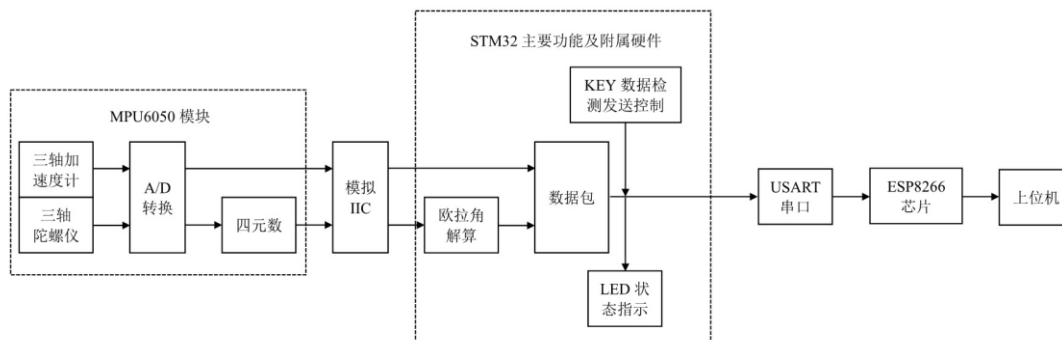 STM32 主要功能及附属硬件
KEY 数据检
测发送控制
MPU6050 模块
三轴加
速度计
三轴
陀螺仪
A/D
转换
四元数
模拟
IIC
欧拉角
解算
数据包
LED 状
态指示
USART
串口
ESP8266
芯片
上位机